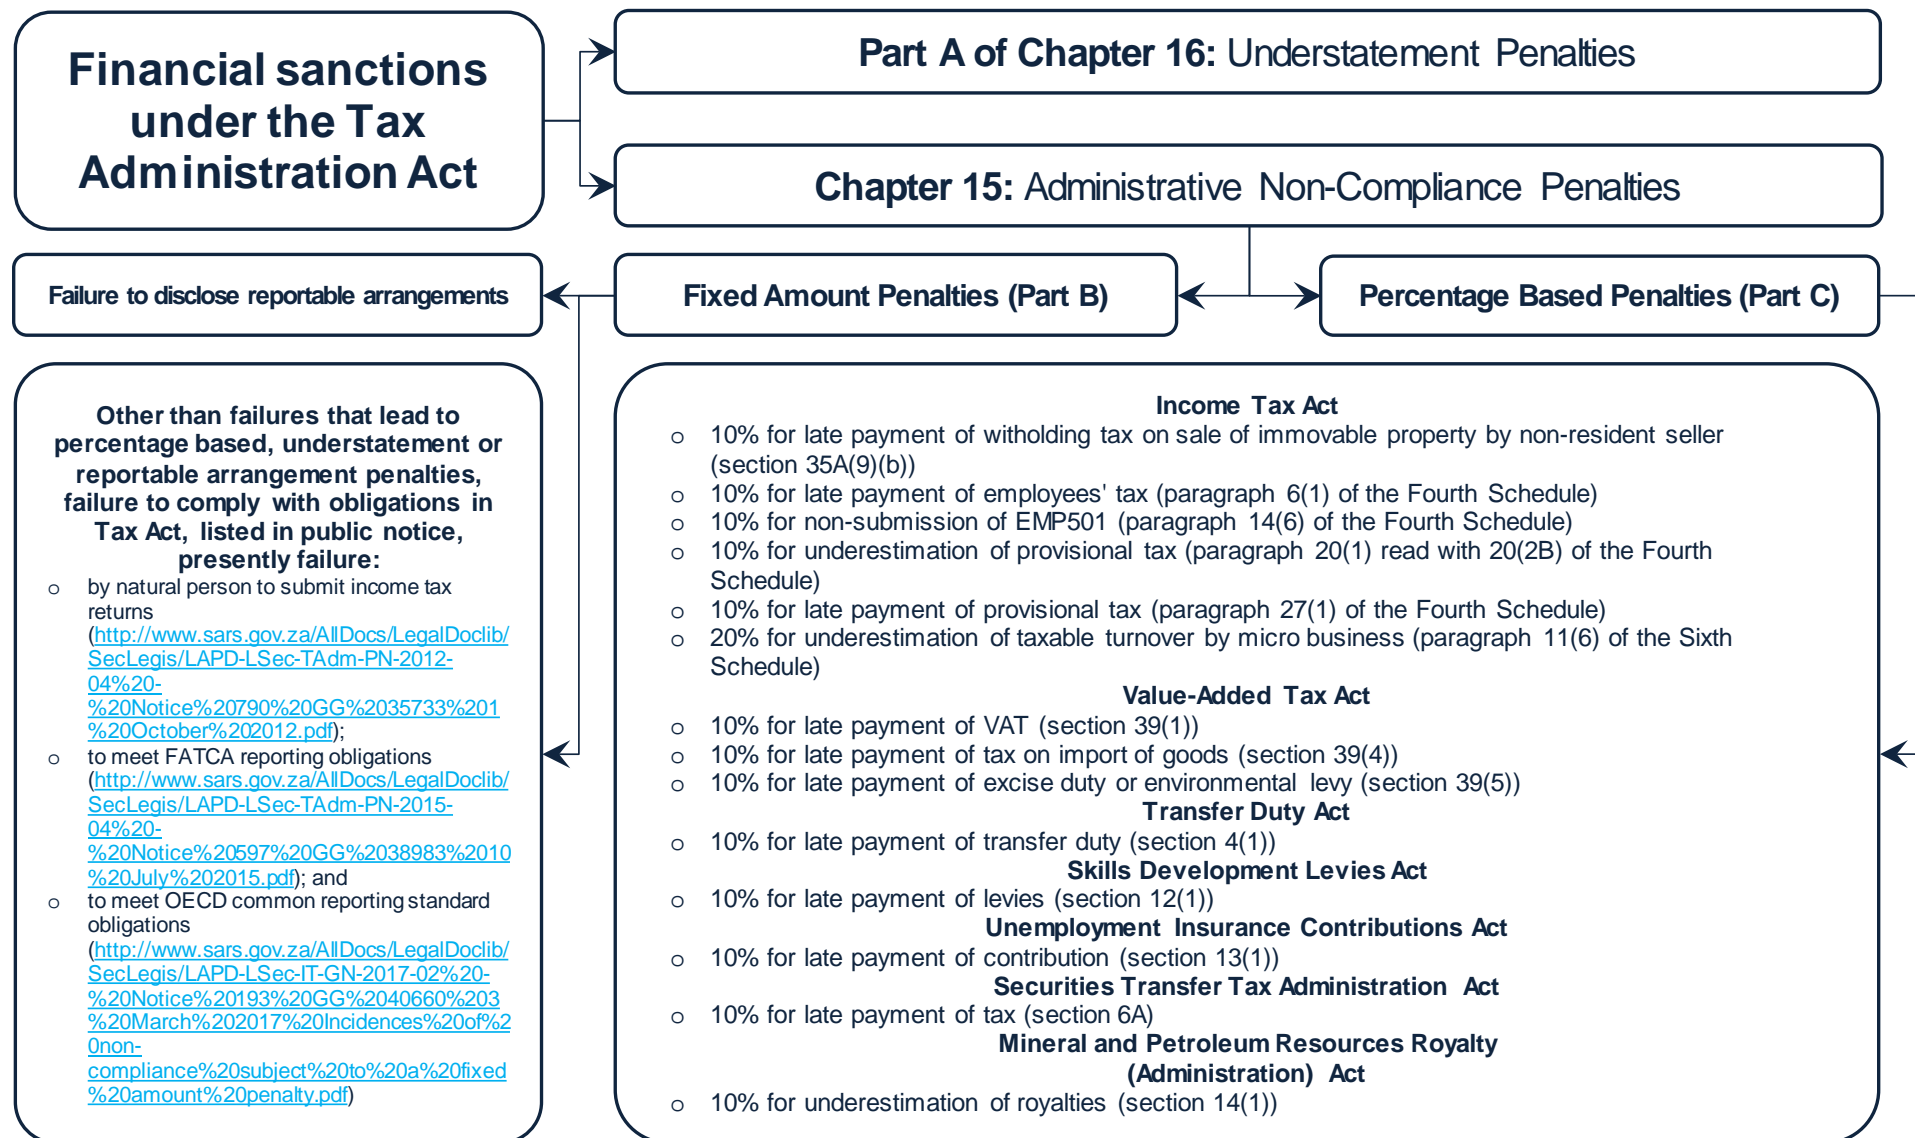 Financial sanctions
under the Tax
Administration Act
Part A of Chapter 16: Understatement Penalties
Chapter 15: Administrative Non-Compliance Penalties
Failure to disclose reportable arrangements
Fixed Amount Penalties (Part B)
Percentage Based Penalties (Part C)
Other than failures that lead to
percentage based, understatement or
reportable arrangement penalties,
failure to comply with obligations in
Tax Act, listed in public notice,
presently failure:
o by natural person to submit income tax
returns
(http://www.sars.gov.za/AllDocs/LegalDoclib/
SecLegis/LAPD-LSec-TAdm-PN-2012-
04%20-
%20Notice%20790%20GG%2035733%201
%20October%202012.pdf);
o to meet FATCA reporting obligations
(http://www.sars.gov.za/AllDocs/LegalDoclib/
SecLegis/LAPD-LSec-TAdm-PN-2015-
04%20-
%20Notice%20597%20GG%2038983%2010
%20July%202015.pdf); and
o to meet OECD common reporting standard
obligations
(http://www.sars.gov.za/AllDocs/LegalDoclib/
SecLegis/LAPD-LSec-IT-GN-2017-02%20-
%20Notice%20193%20GG%2040660%203
%20March%202017%20Incidences%20of%2
0non-
compliance%20subject%20to%20a%20fixed
%20amount%20penalty.pdf)
Income Tax Act
o 10% for late payment of witholding tax on sale of immovable property by non-resident seller
(section 35A(9)(b))
o 10% for late payment of employees' tax (paragraph 6(1) of the Fourth Schedule)
o 10% for non-submission of EMP501 (paragraph 14(6) of the Fourth Schedule)
o 10% for underestimation of provisional tax (paragraph 20(1) read with 20(2B) of the Fourth
Schedule)
o 10% for late payment of provisional tax (paragraph 27(1) of the Fourth Schedule)
o 20% for underestimation of taxable turnover by micro business (paragraph 11(6) of the Sixth
Schedule)
Value-Added Tax Act
o 10% for late payment of VAT (section 39(1))
o 10% for late payment of tax on import of goods (section 39(4))
o 10% for late payment of excise duty or environmental levy (section 39(5))
Transfer Duty Act
o 10% for late payment of transfer duty (section 4(1))
Skills Development Levies Act
o 10% for late payment of levies (section 12(1))
Unemployment Insurance Contributions Act
o 10% for late payment of contribution (section 13(1))
Securities Transfer Tax Administration Act
o 10% for late payment of tax (section 6A)
Mineral and Petroleum Resources Royalty
(Administration) Act
o 10% for underestimation of royalties (section 14(1))